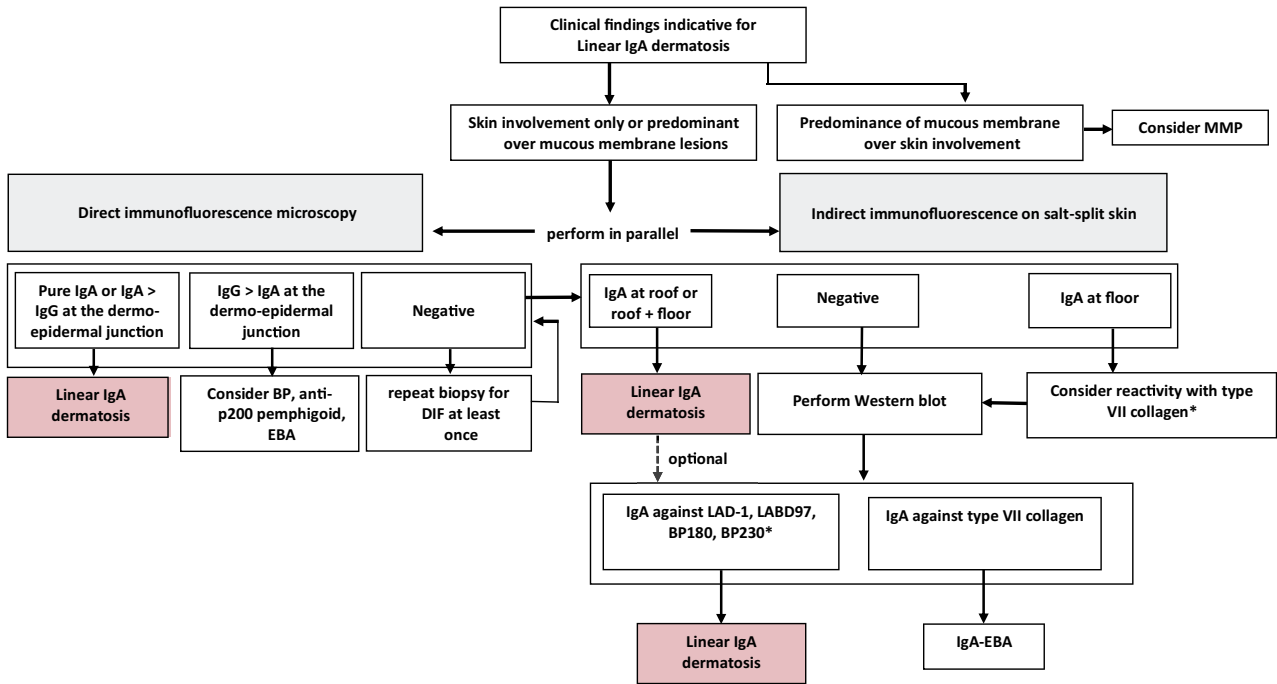 Clinical findings indicative for
Linear IgA dermatosis
Skin involvement only or predominant
over mucous membrane lesions
Predominance of mucous membrane
over skin involvement
Consider MMP
Direct immunofluorescence microscopy
perform in parallel
Indirect immunofluorescence on salt-split skin
Pure IgA or IgA >
IgG at the dermo-
epidermal junction
IgG > IgA at the
dermo-epidermal
junction
Negative
IgA at roof or
roof + floor
Negative
IgA at floor
Linear IgA
dermatosis
Consider BP, anti-
p200 pemphigoid,
EBA
repeat biopsy for
DIF at least
once
Linear IgA
dermatosis
Perform Western blot
Consider reactivity with type
VII collagen*
optional
IgA against LAD-1, LABD97,
BP180, BP230*
IgA against type VII collagen
Linear IgA
dermatosis
IgA-EBA